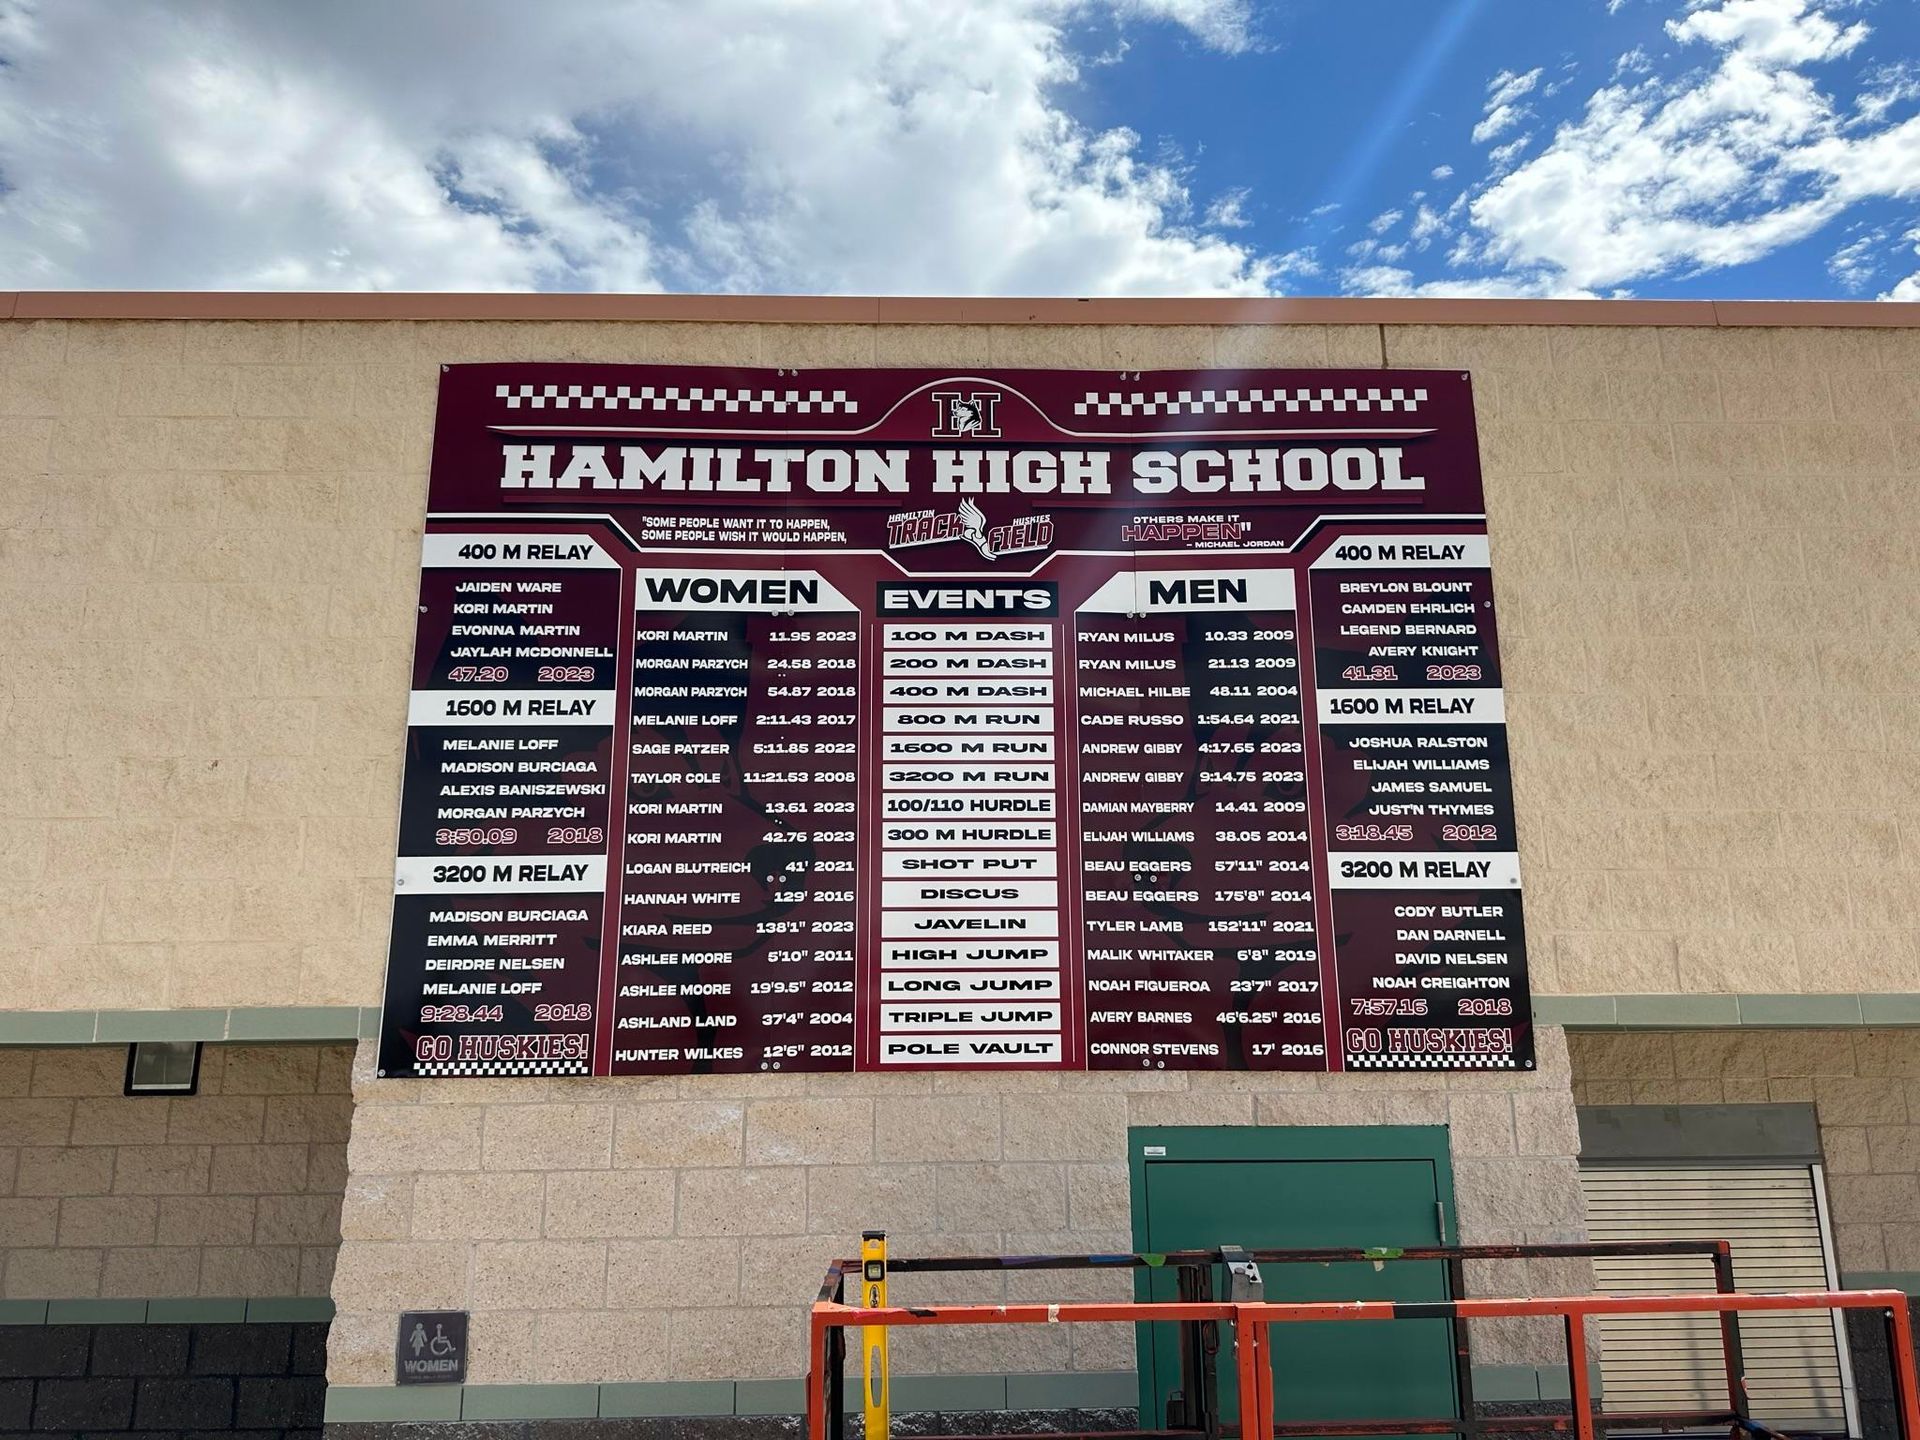 HAMILTON HIGH SCHOOL
"SOME PEOPLE WANT IT TO HAPPEN,
SOME PEOPLE WISH IT WOULD HAPPEN,
HAMILTON HUSKIES
TRACK FIELD
OTHERS MAKE IT
HAPPEN"
- MICHAEL JORDAN
400 M RELAY
JAIDEN WARE
KORI MARTIN
EVONNA MARTIN
JAYLAH MCDONNELL
47.20 2023
1600 M RELAY
MELANIE LOFF
MADISON BURCIAGA
ALEXIS BANISZEWSKI
MORGAN PARZYCH
3:50.09 2018
3200 M RELAY
MADISON BURCIAGA
EMMA MERRITT
DEIRDRE NELSEN
MELANIE LOFF
9:28.44 2018
GO HUSKIES!
WOMEN EVENTS MEN
KORI MARTIN 11.95 2023 100 M DASH RYAN MILUS 10.33 2009
MORGAN PARZYCH 24.58 2018 200 M DASH RYAN MILUS 21.13 2009
MORGAN PARZYCH 54.87 2018 400 M DASH MICHAEL HILBE 48.11 2004
MELANIE LOFF 2:11.43 2017 800 M RUN CADE RUSSO 1:54.64 2021
SAGE PATZER 5:11.85 2022 1600 M RUN ANDREW GIBBY 4:17.65 2023
TAYLOR COLE 11:21.53 2008 3200 M RUN ANDREW GIBBY 9:14.75 2023
KORI MARTIN 13.61 2023 100/110 HURDLE DAMIAN MAYBERRY 14.41 2009
KORI MARTIN 42.76 2023 300 M HURDLE ELIJAH WILLIAMS 38.05 2014
LOGAN BLUTREICH 41' 2021 SHOT PUT BEAU EGGERS 57'11" 2014
HANNAH WHITE 129' 2016 DISCUS BEAU EGGERS 175'8" 2014
KIARA REED 138'1" 2023 JAVELIN TYLER LAMB 152'11" 2021
ASHLEE MOORE 5'10" 2011 HIGH JUMP MALIK WHITAKER 6'8" 2019
ASHLEE MOORE 19'9.5" 2012 LONG JUMP NOAH FIGUEROA 23'7" 2017
ASHLAND LAND 37'4" 2004 TRIPLE JUMP AVERY BARNES 46'6.25" 2016
HUNTER WILKES 12'6" 2012 POLE VAULT CONNOR STEVENS 17' 2016
400 M RELAY
BREYLON BLOUNT
CAMDEN EHRLICH
LEGEND BERNARD
AVERY KNIGHT
41.31 2023
1600 M RELAY
JOSHUA RALSTON
ELIJAH WILLIAMS
JAMES SAMUEL
JUST'N THYMES
3:18.45 2012
3200 M RELAY
CODY BUTLER
DAN DARNELL
DAVID NELSEN
NOAH CREIGHTON
7:57.16 2018
GO HUSKIES!
WOMEN